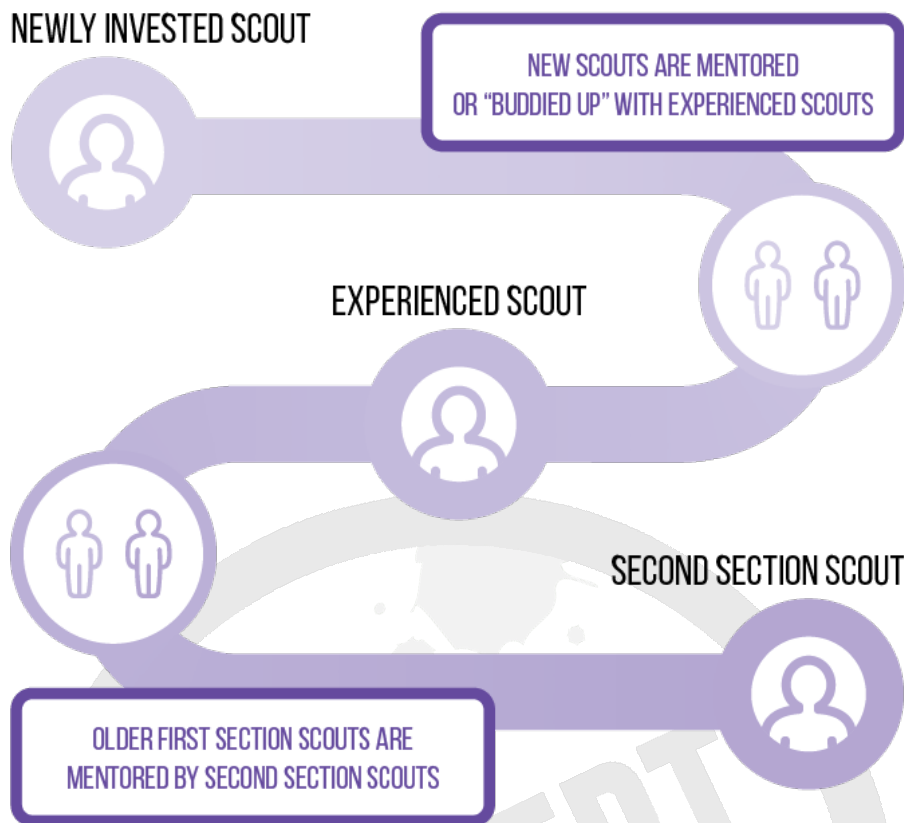 NEWLY INVESTED SCOUT
NEW SCOUTS ARE MENTORED
OR “BUDDIED UP” WITH EXPERIENCED SCOUTS
EXPERIENCED SCOUT
SECOND SECTION SCOUT
OLDER FIRST SECTION SCOUTS ARE
MENTORED BY SECOND SECTION SCOUTS